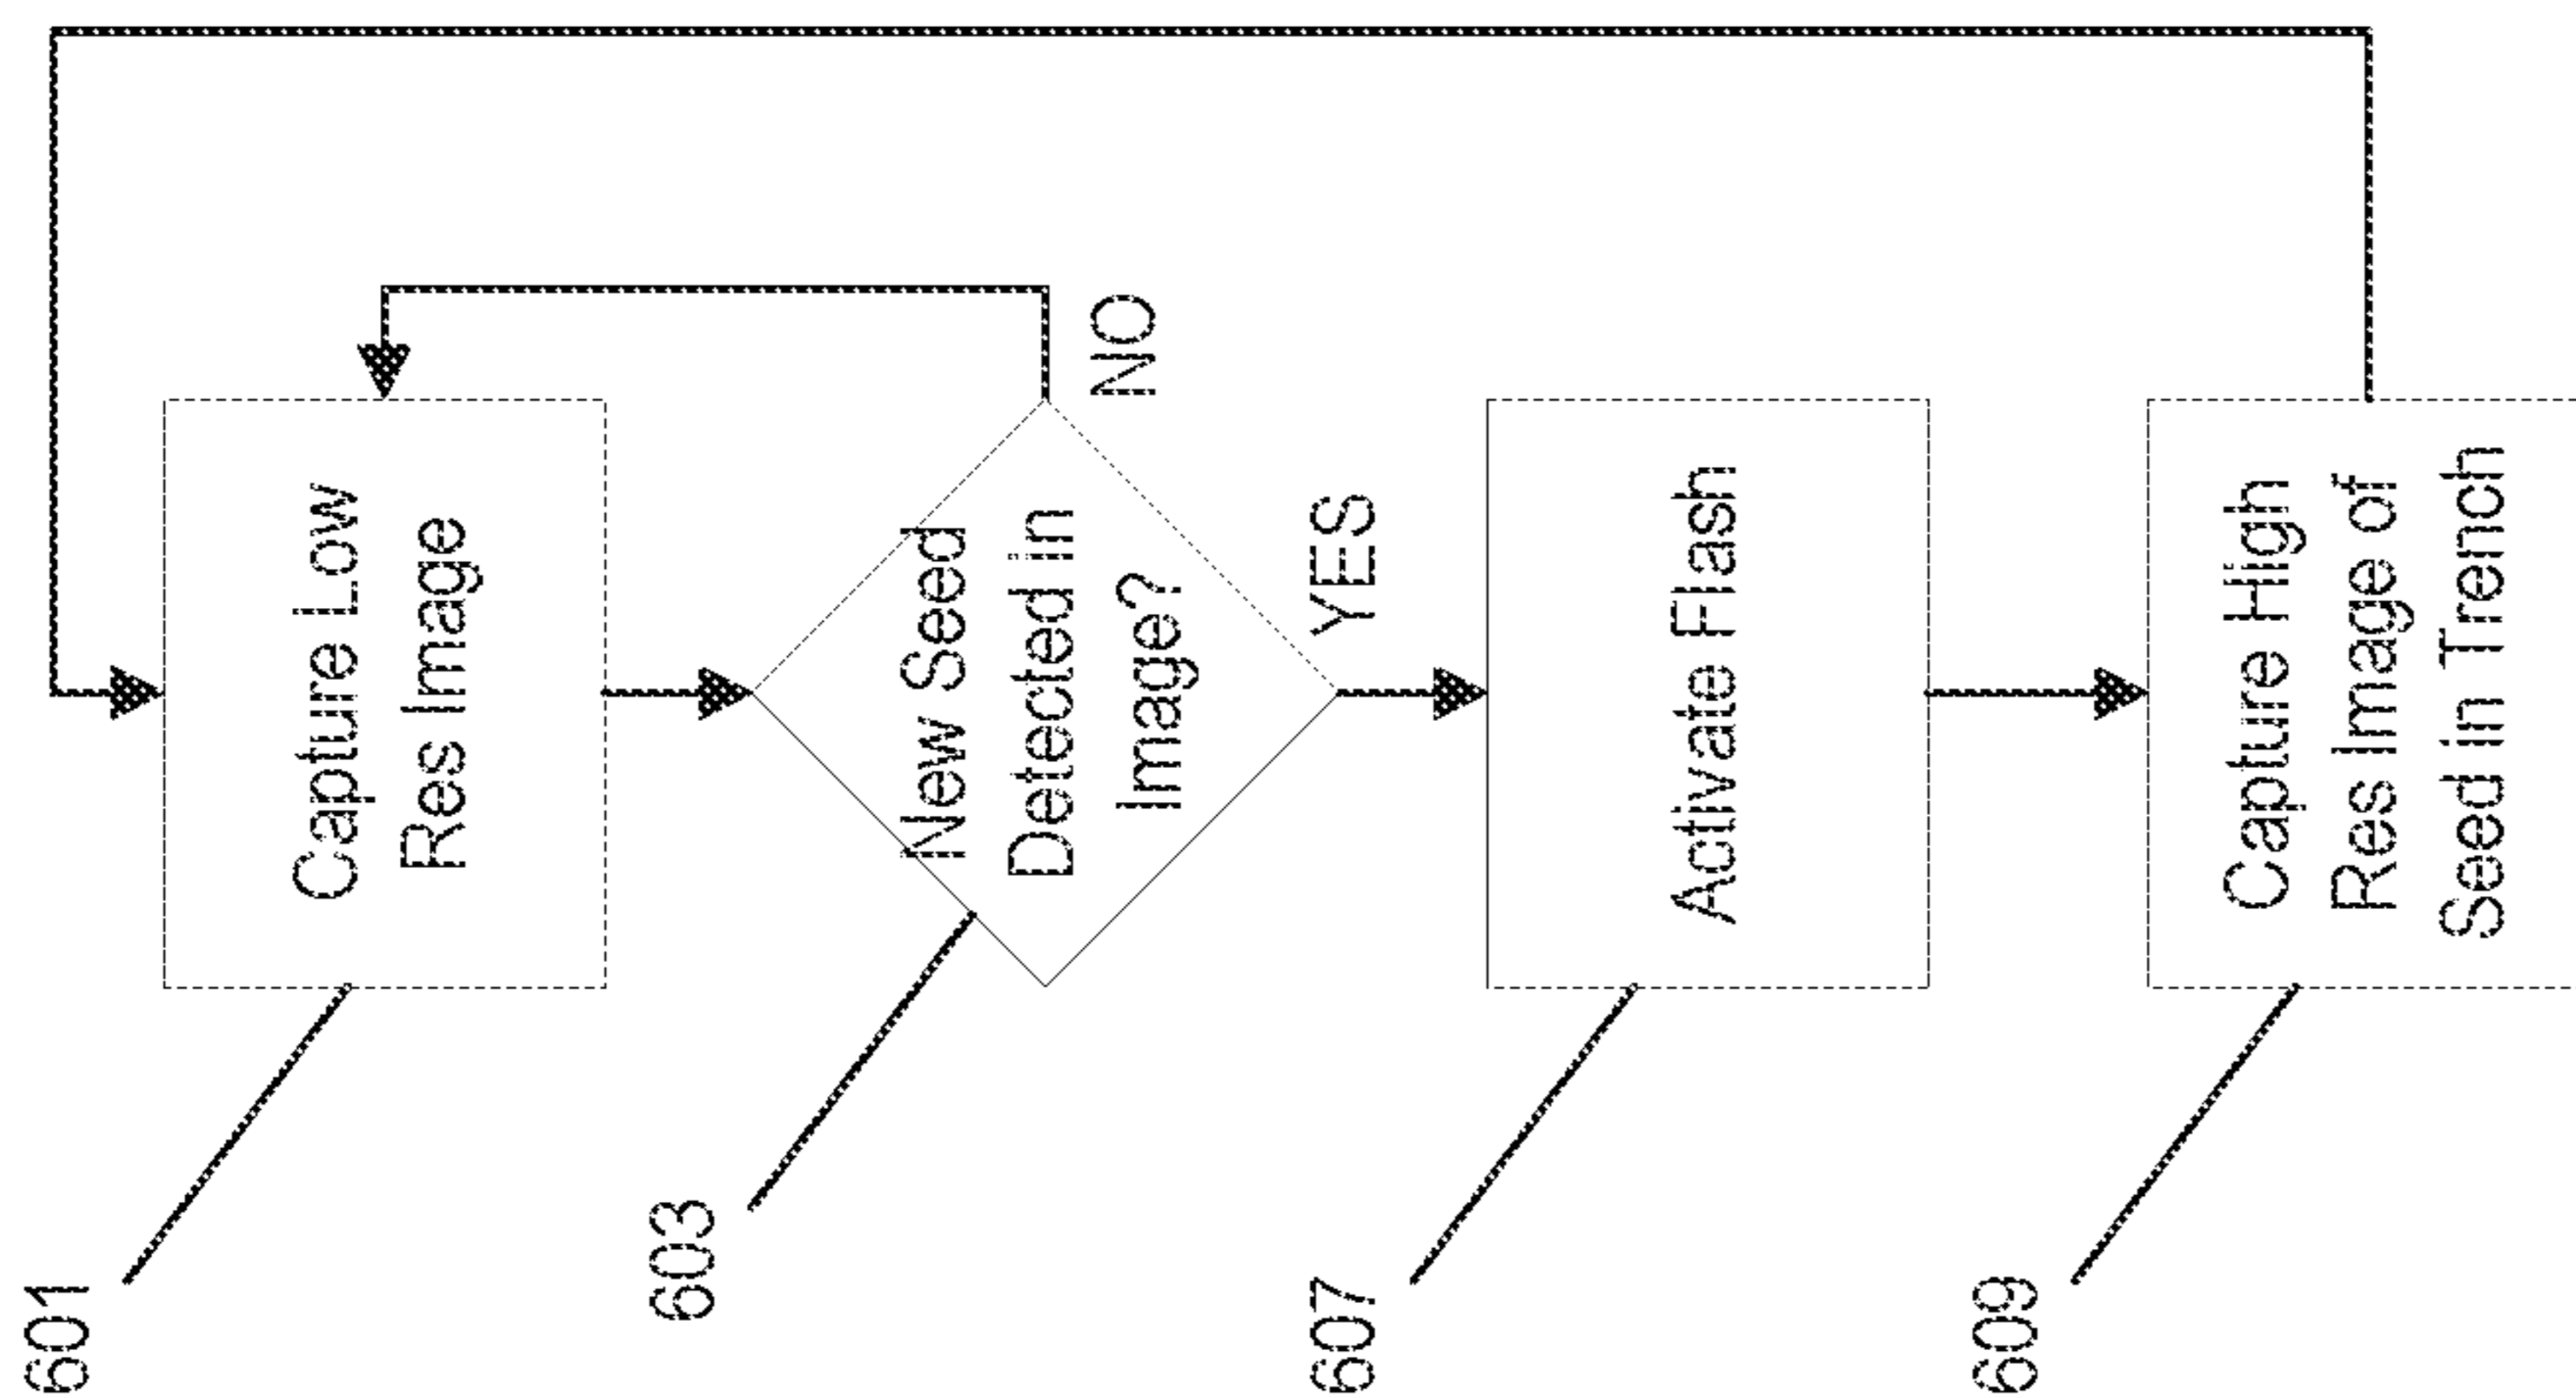 601
Capture Low
Res Image
603
New Seed
Detected in
Image?
NO
YES
607
Activate Flash
609
Capture High
Res Image of
Seed in Trench